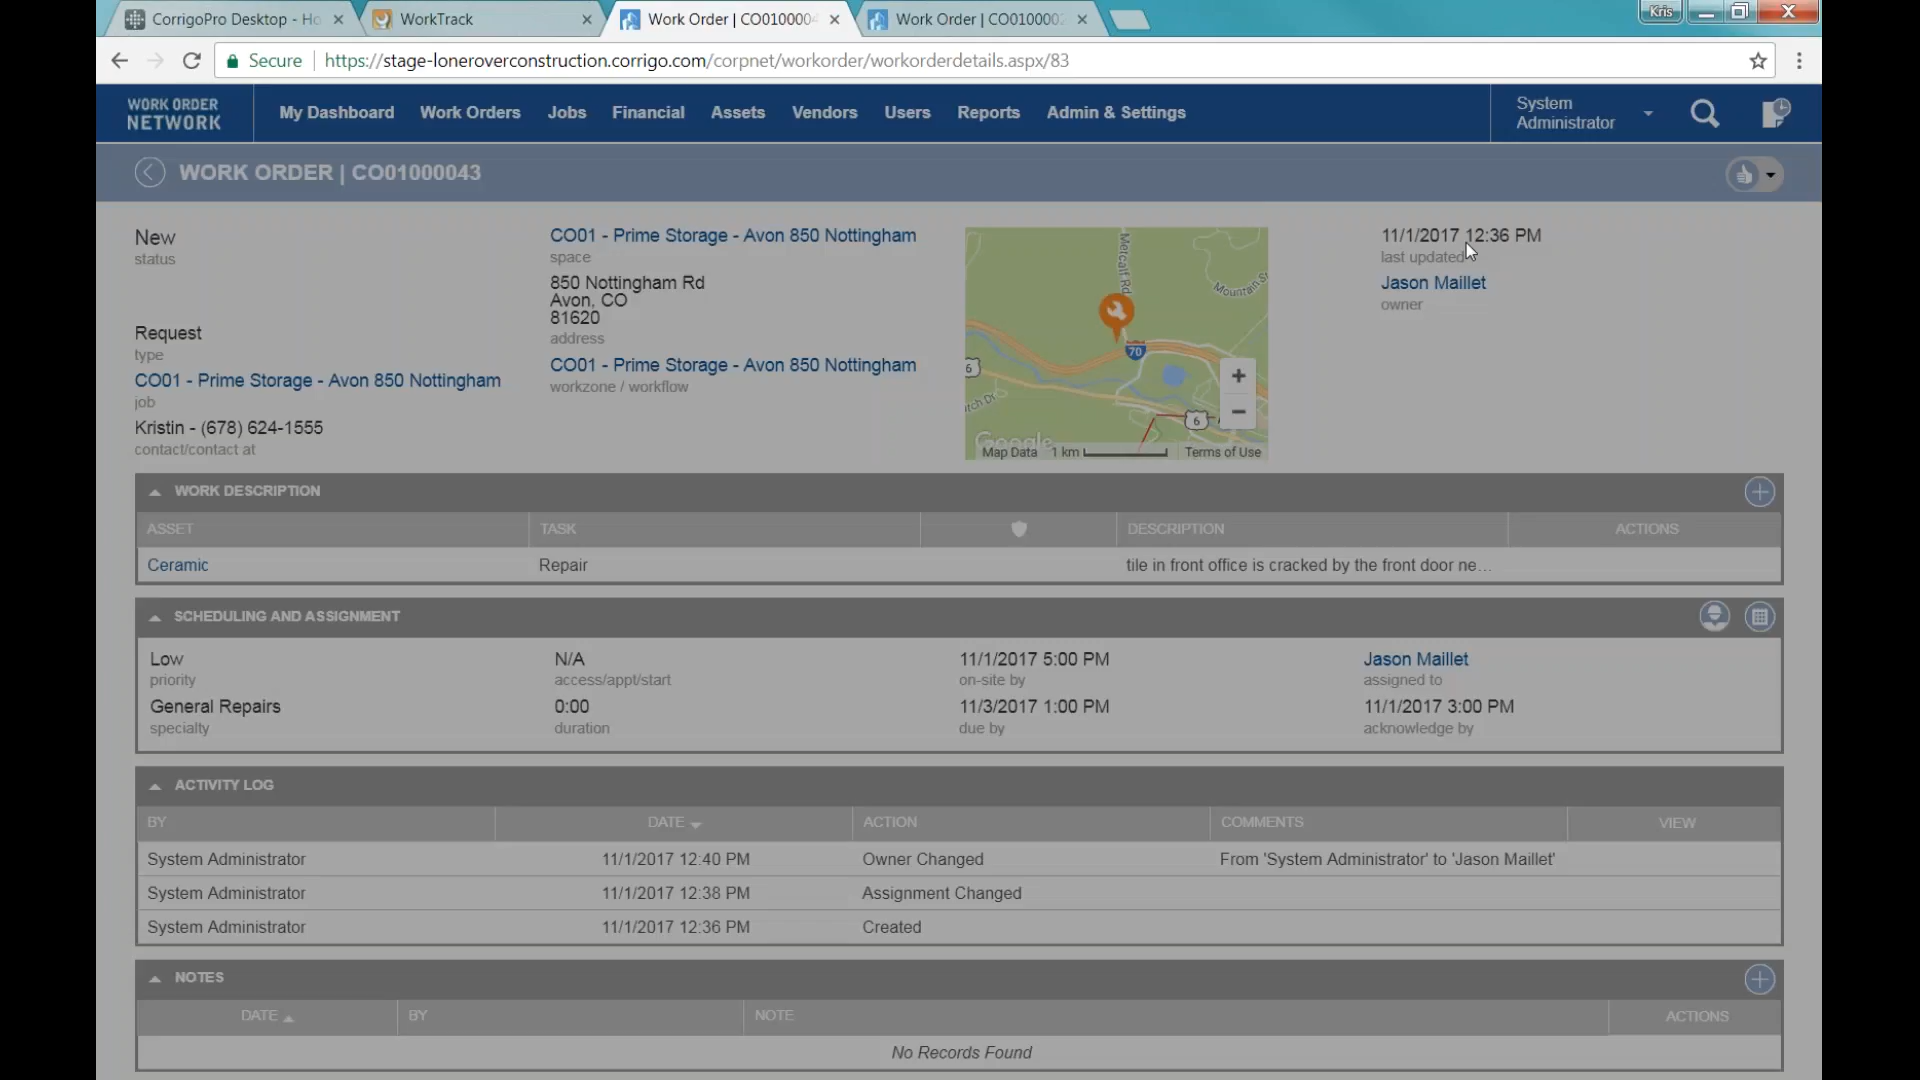 CorrigoPro Desktop - Ho
WorkTrack
Work Order | CO0100004
Work Order | CO0100002
Kris
Secure
https://stage-loneroverconstruction.corrigo.com/corpnet/workorder/workorderdetails.aspx/83
WORK ORDER
NETWORK
My Dashboard
Work Orders
Jobs
Financial
Assets
Vendors
Users
Reports
Admin & Settings
System
Administrator
WORK ORDER | CO01000043
New
status
Request
type
CO01 - Prime Storage - Avon 850 Nottingham
job
Kristin - (678) 624-1555
contact/contact at
CO01 - Prime Storage - Avon 850 Nottingham
space
850 Nottingham Rd
Avon, CO
81620
address
CO01 - Prime Storage - Avon 850 Nottingham
workzone / workflow
Metcalf Rd
Mountain St
70
6
6
Google
Map Data
1 km
Terms of Use
+
−
11/1/2017 12:36 PM
last updated
Jason Maillet
owner
WORK DESCRIPTION
ASSET
TASK
DESCRIPTION
ACTIONS
Ceramic
Repair
tile in front office is cracked by the front door ne...
SCHEDULING AND ASSIGNMENT
Low
priority
N/A
access/appt/start
11/1/2017 5:00 PM
on-site by
Jason Maillet
assigned to
General Repairs
specialty
0:00
duration
11/3/2017 1:00 PM
due by
11/1/2017 3:00 PM
acknowledge by
ACTIVITY LOG
BY
DATE
ACTION
COMMENTS
VIEW
System Administrator
11/1/2017 12:40 PM
Owner Changed
From 'System Administrator' to 'Jason Maillet'
System Administrator
11/1/2017 12:38 PM
Assignment Changed
System Administrator
11/1/2017 12:36 PM
Created
NOTES
DATE
BY
NOTE
ACTIONS
No Records Found